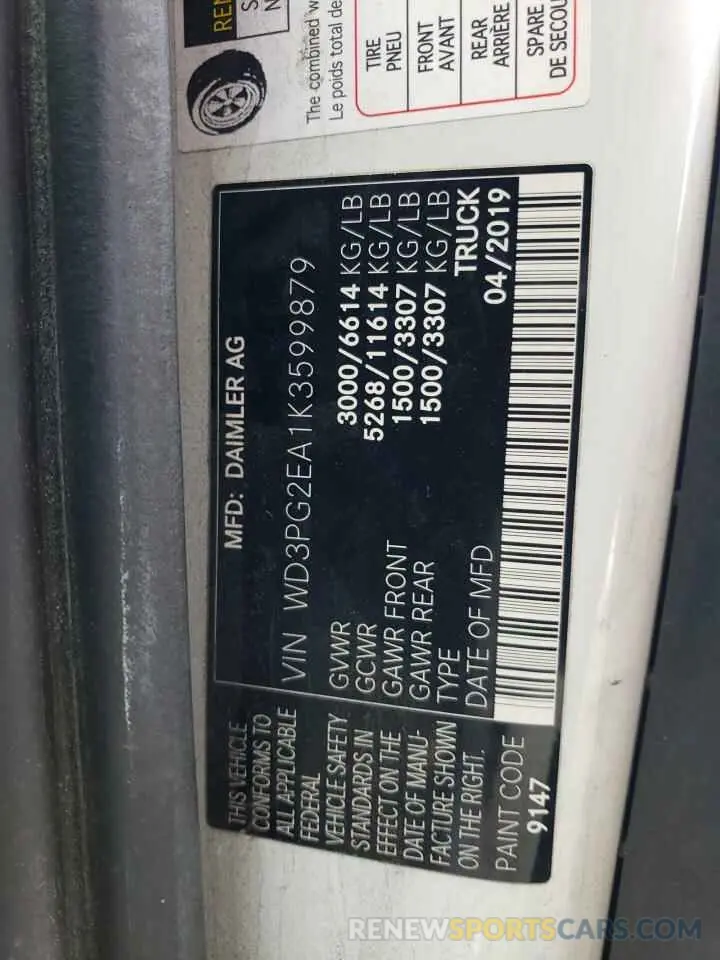 REN
The combined w
Le poids total de
TIRE
PNEU
FRONT
AVANT
REAR
ARRIÈRE
SPARE
DE SECOU
MFD: DAIMLER AG
VIN WD3PG2EA1K3599879
GVWR 3000/6614 KG/LB
GCWR 5268/11614 KG/LB
GAWR FRONT 1500/3307 KG/LB
GAWR REAR 1500/3307 KG/LB
TYPE TRUCK
DATE OF MFD 04/2019
THIS VEHICLE
CONFORMS TO
ALL APPLICABLE
FEDERAL
VEHICLE SAFETY
STANDARDS IN
EFFECT ON THE
DATE OF MANU-
FACTURE SHOWN
ON THE RIGHT.
PAINT CODE
9147
RENEWSPORTSCARS.COM